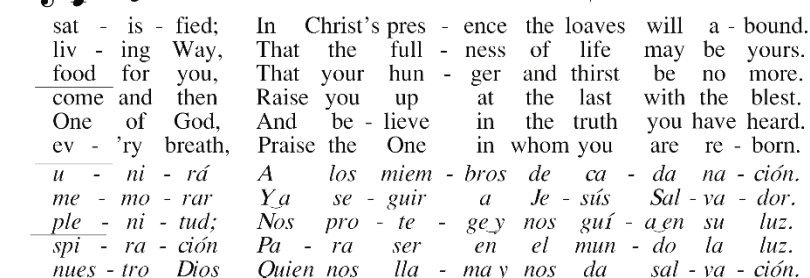 sat - is - fied; In Christ's pres - ence the loaves will a - bound.
liv - ing Way, That the full - ness of life may be yours.
food for you, That your hun - ger and thirst be no more.
come and then Raise you up at the last with the blest.
One of God, And be - lieve in the truth you have heard.
ev - 'ry breath, Praise the One in whom you are re - born.
u - ni - rá A los miem - bros de ca - da na - ción.
me - mo - rar Y a se - guir a Je - sús Sal - va - dor.
ple - ni - tud; Nos pro - te - ge y nos guí - a en su luz.
spi - ra - ción Pa - ra ser en el mun - do la luz.
nues - tro Dios Quien nos lla - ma y nos da sal - va - ción.